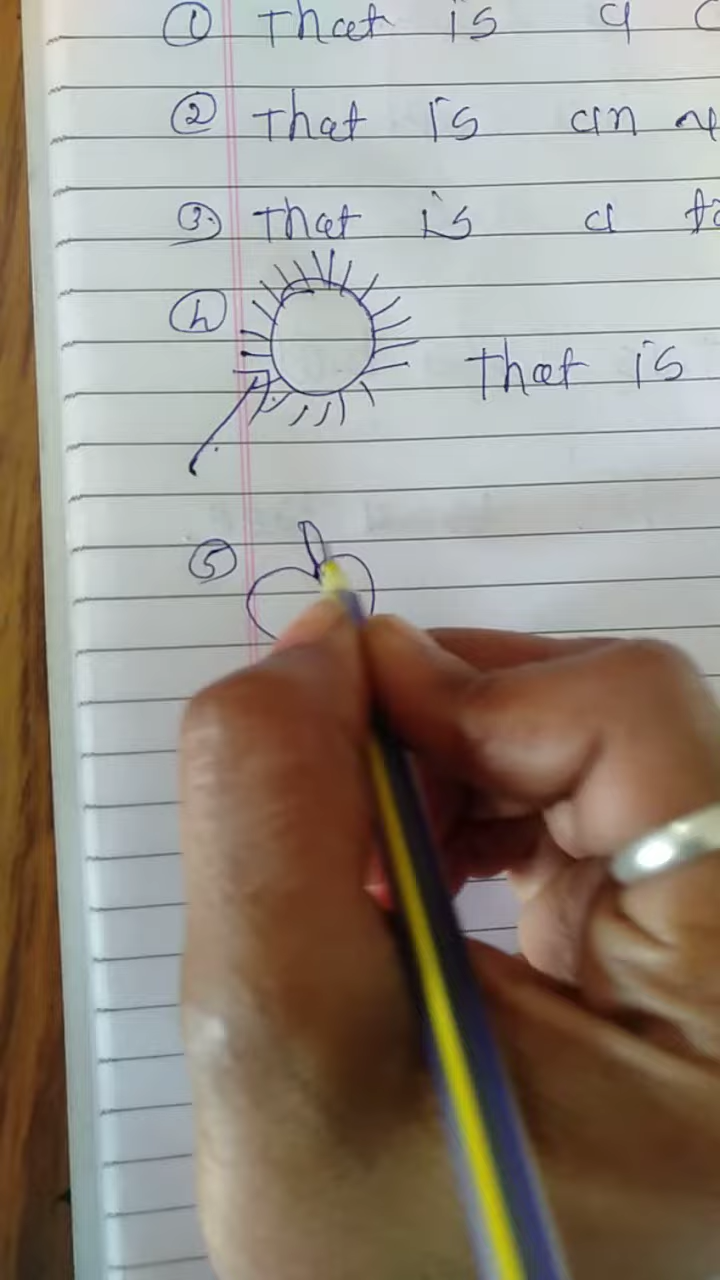 ① That is a
② That is an
③ That is a
④ That is
⑤